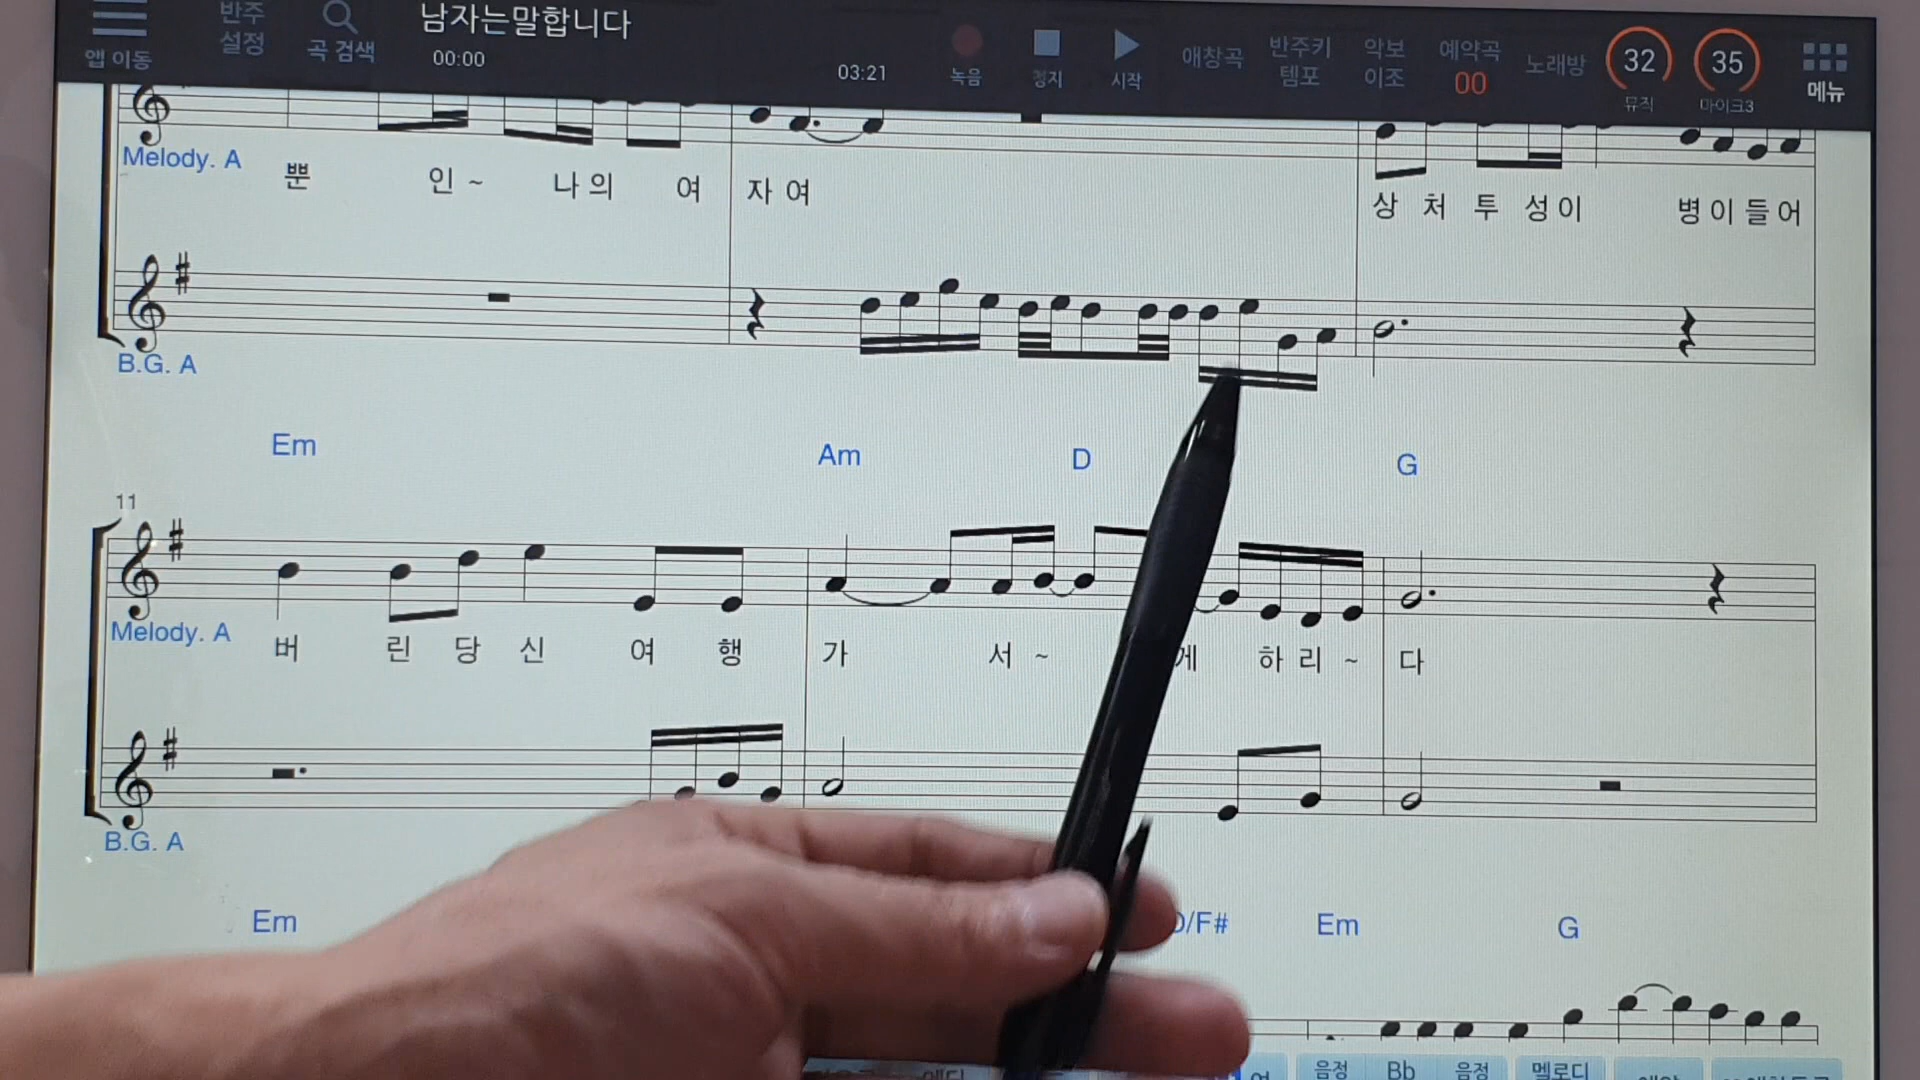 앱 이동
반주
설정
곡 검색
남자는말합니다
00:00
03:21
녹음
정지
시작
애창곡
반주키
템포
악보
이조
예약곡
00
노래방
32
뮤직
35
마이크3
메뉴
Melody. A
뿐 인~ 나의 여 자여 상처투성이 병이들어
B.G. A
Em Am D G
11
Melody. A
버 린 당 신 여 행 가 서 ~ 게 하 리 ~ 다
B.G. A
Em D/F# Em G
음정 Bb 음정 멜로디